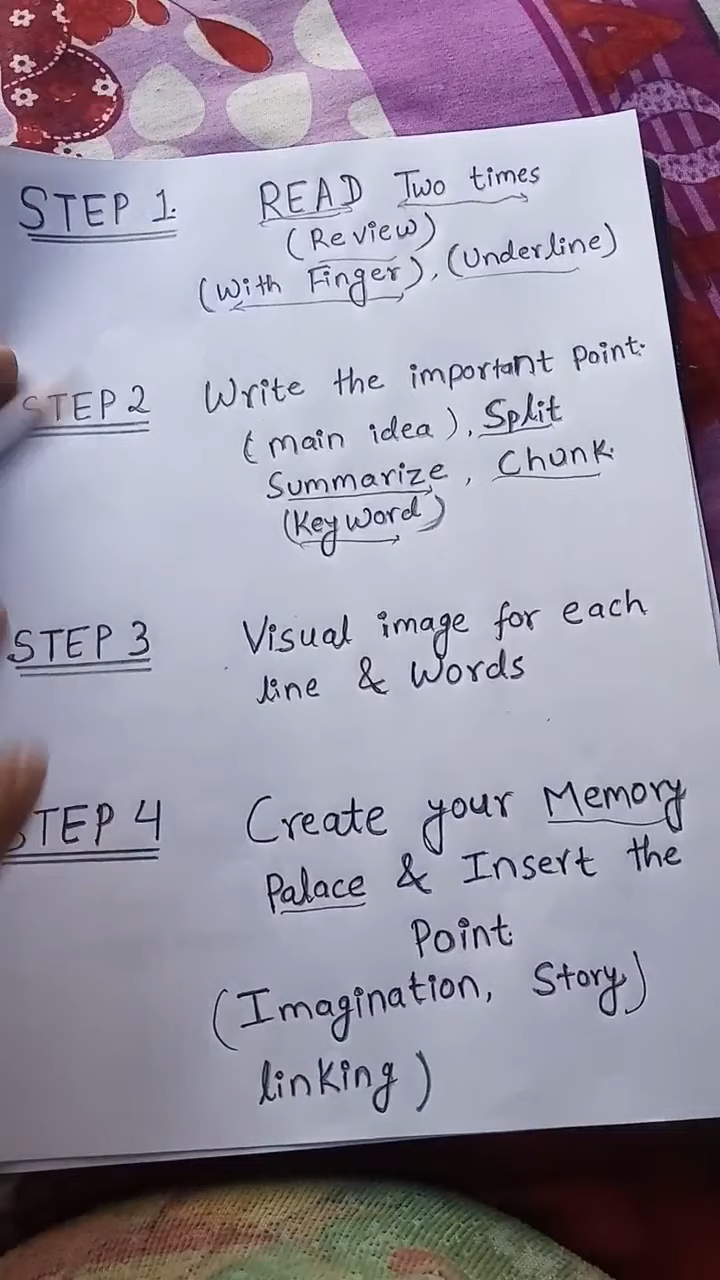 STEP 1. READ Two times
(Review)
(With Finger), (Underline)
STEP 2 Write the important Point.
(main idea), Split
Summarize, Chunk.
(Key word)
STEP 3 Visual image for each
line & Words
STEP 4 Create your Memory
Palace & Insert the
Point.
(Imagination, Story)
linking)